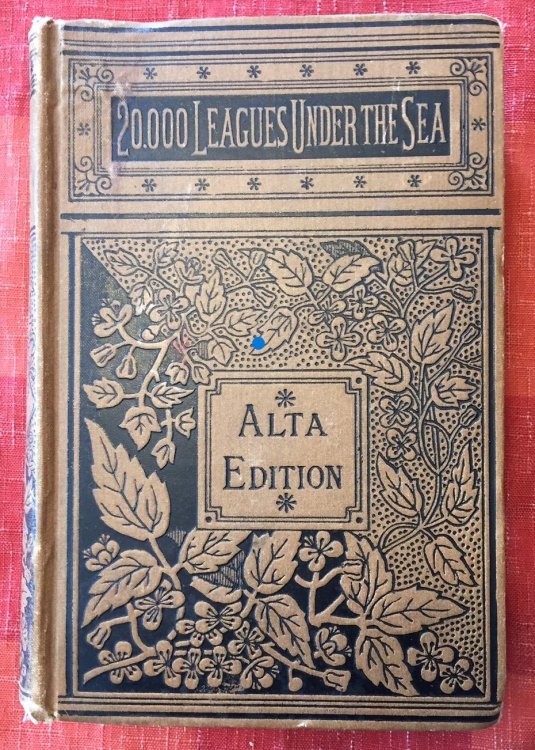 20.000 LEAGUES UNDER THE SEA
ALTA
EDITION